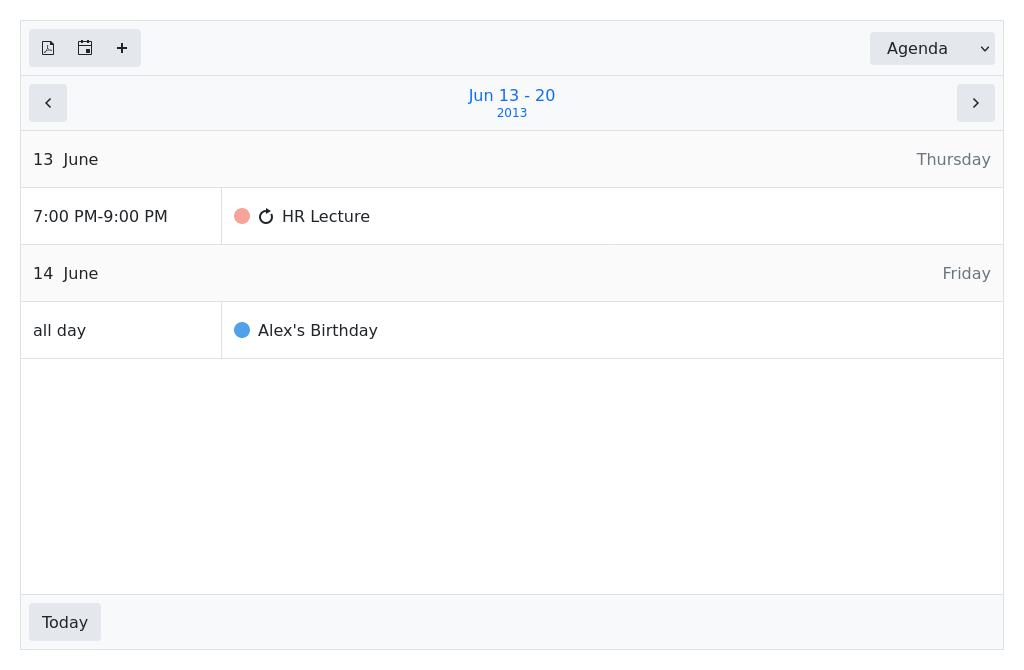 Agenda
Jun 13 - 20
2013
13 June Thursday
7:00 PM-9:00 PM HR Lecture
14 June Friday
all day Alex's Birthday
Today